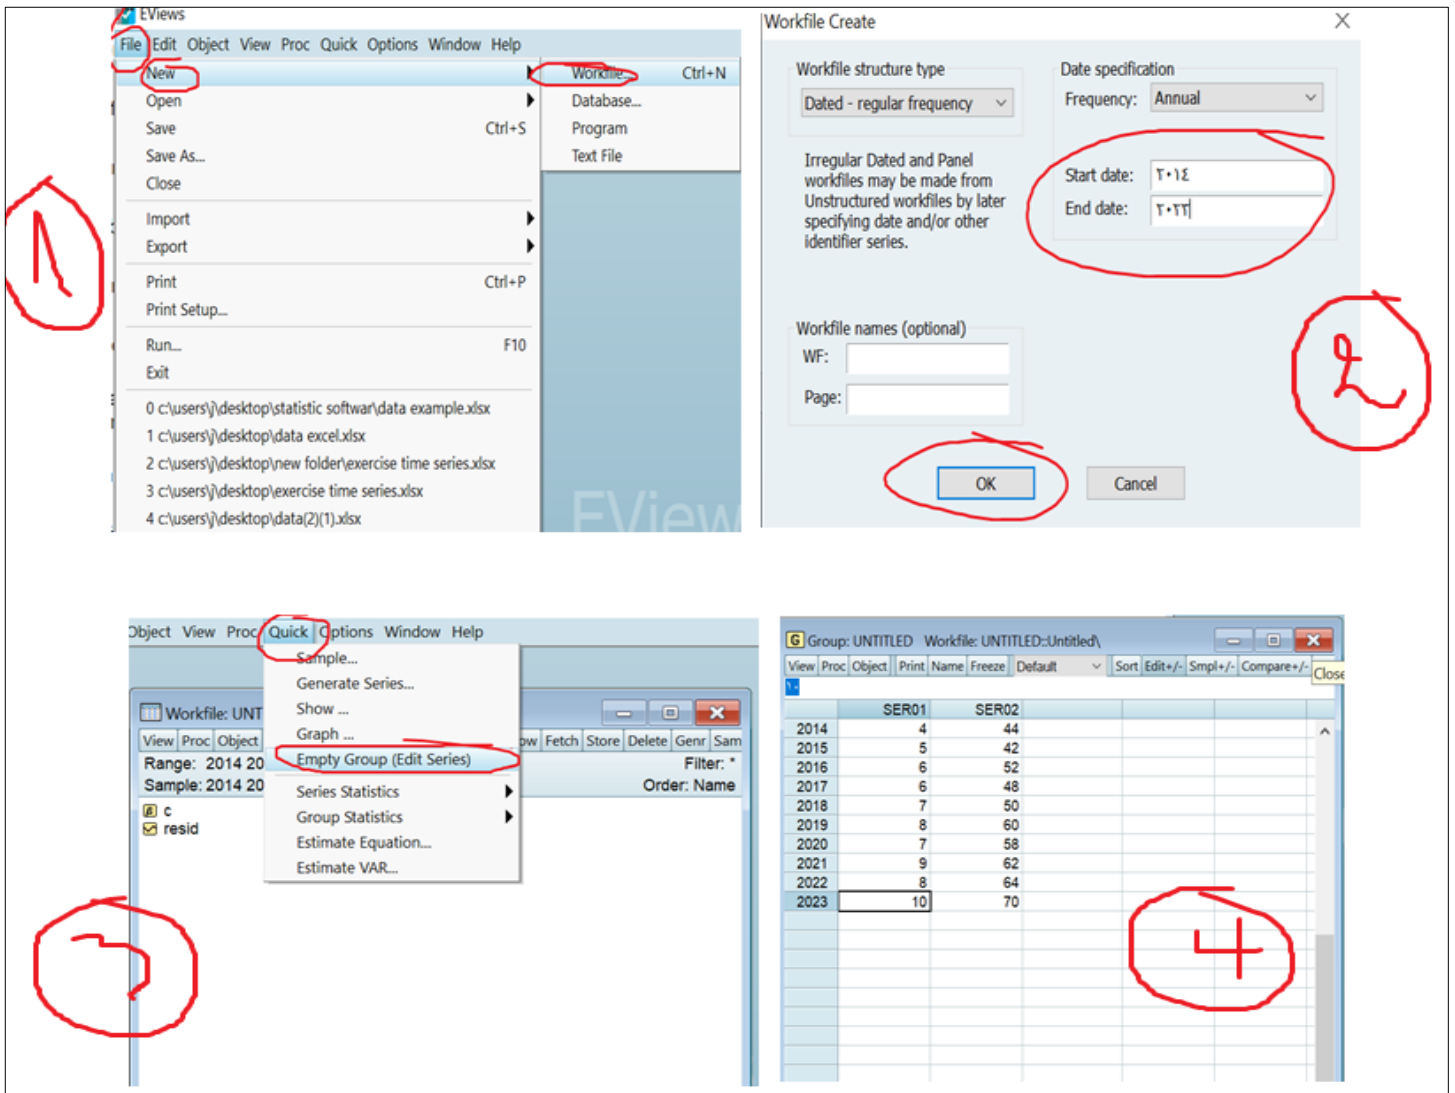 EViews
File Edit Object View Proc Quick Options Window Help
New
Workfile... Ctrl+N
Open
Database...
Save Ctrl+S
Program
Save As...
Text File
Close
Import
Export
Print Ctrl+P
Print Setup...
Run... F10
Exit
0 c:\users\j\desktop\statistic softwar\data example.xlsx
1 c:\users\j\desktop\data excel.xlsx
2 c:\users\j\desktop\new folder\exercise time series.xlsx
3 c:\users\j\desktop\exercise time series.xlsx
4 c:\users\j\desktop\data(2)(1).xlsx
EView
1
Workfile Create
Workfile structure type
Dated - regular frequency
Irregular Dated and Panel
workfiles may be made from
Unstructured workfiles by later
specifying date and/or other
identifier series.
Date specification
Frequency: Annual
Start date: ٢٠١٤
End date: ٢٠٢٣
Workfile names (optional)
WF:
Page:
OK Cancel
2
Object View Proc Quick Options Window Help
Sample...
Generate Series...
Show ...
Graph ...
Empty Group (Edit Series)
Series Statistics
Group Statistics
Estimate Equation...
Estimate VAR...
Workfile: UNT
View Proc Object ow Fetch Store Delete Genr Sam
Range: 2014 20 Filter: *
Sample: 2014 20 Order: Name
c
resid
Group: UNTITLED Workfile: UNTITLED::Untitled\
View Proc Object Print Name Freeze Default Sort Edit+/- Smpl+/- Compare+/- Close
١٠
SER01 SER02
2014 4 44
2015 5 42
2016 6 52
2017 6 48
2018 7 50
2019 8 60
2020 7 58
2021 9 62
2022 8 64
2023 10 70
4